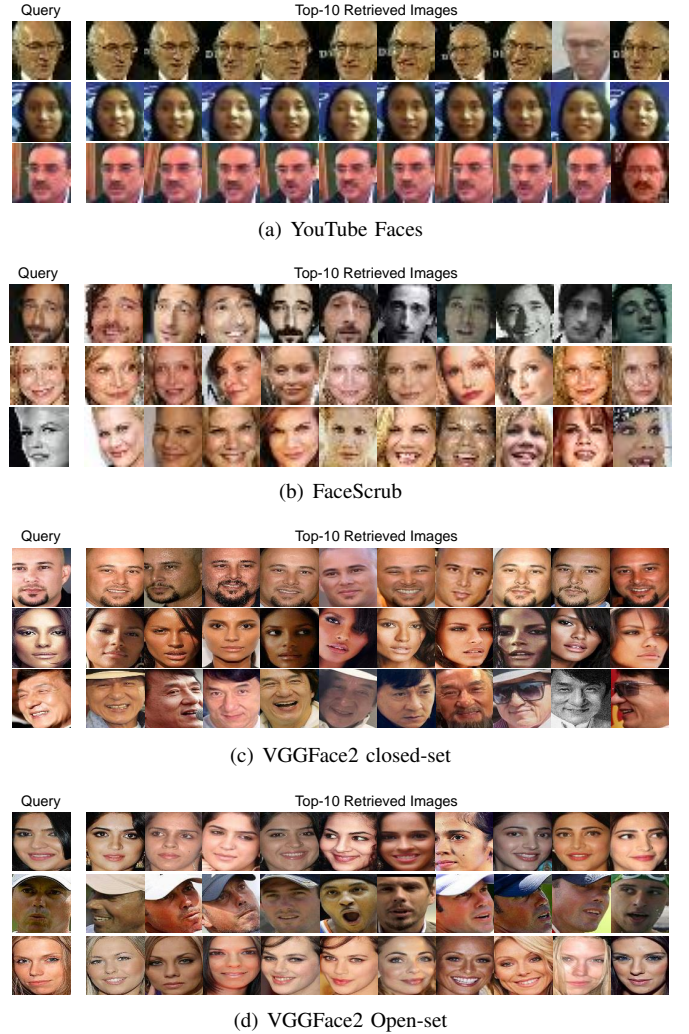 Query Top-10 Retrieved Images
(a) YouTube Faces
Query Top-10 Retrieved Images
(b) FaceScrub
Query Top-10 Retrieved Images
(c) VGGFace2 closed-set
Query Top-10 Retrieved Images
(d) VGGFace2 Open-set